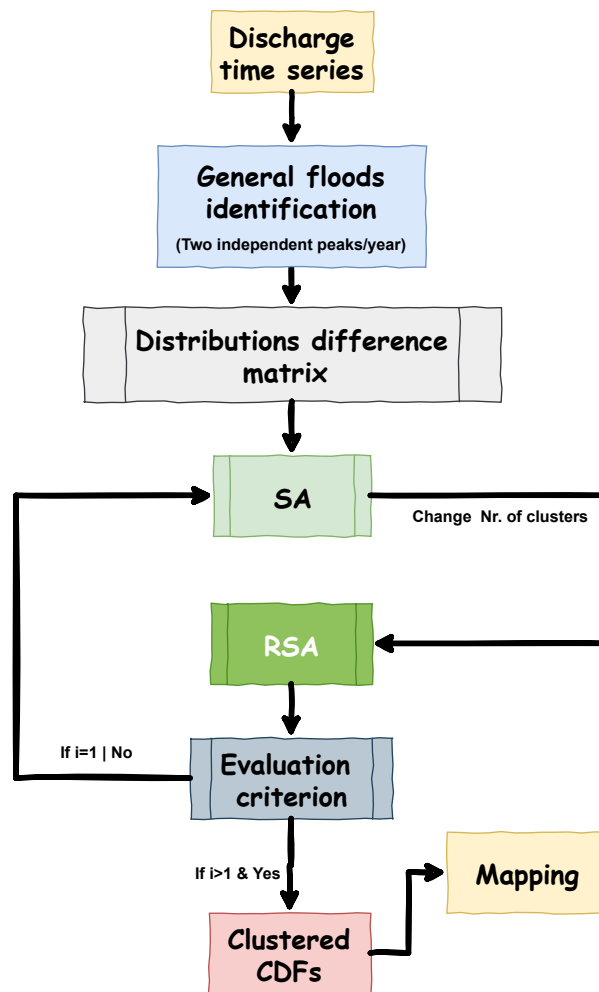 Discharge
time series
General floods
identification
(Two independent peaks/year)
Distributions difference
matrix
SA
Change Nr. of clusters
RSA
If i=1 | No
Evaluation
criterion
If i>1 & Yes
Mapping
Clustered
CDFs